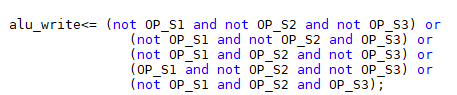 alu_write<= (not OP_S1 and not OP_S2 and not OP_S3) or
(not OP_S1 and not OP_S2 and OP_S3) or
(not OP_S1 and OP_S2 and not OP_S3) or
(OP_S1 and not OP_S2 and not OP_S3) or
(not OP_S1 and OP_S2 and OP_S3);